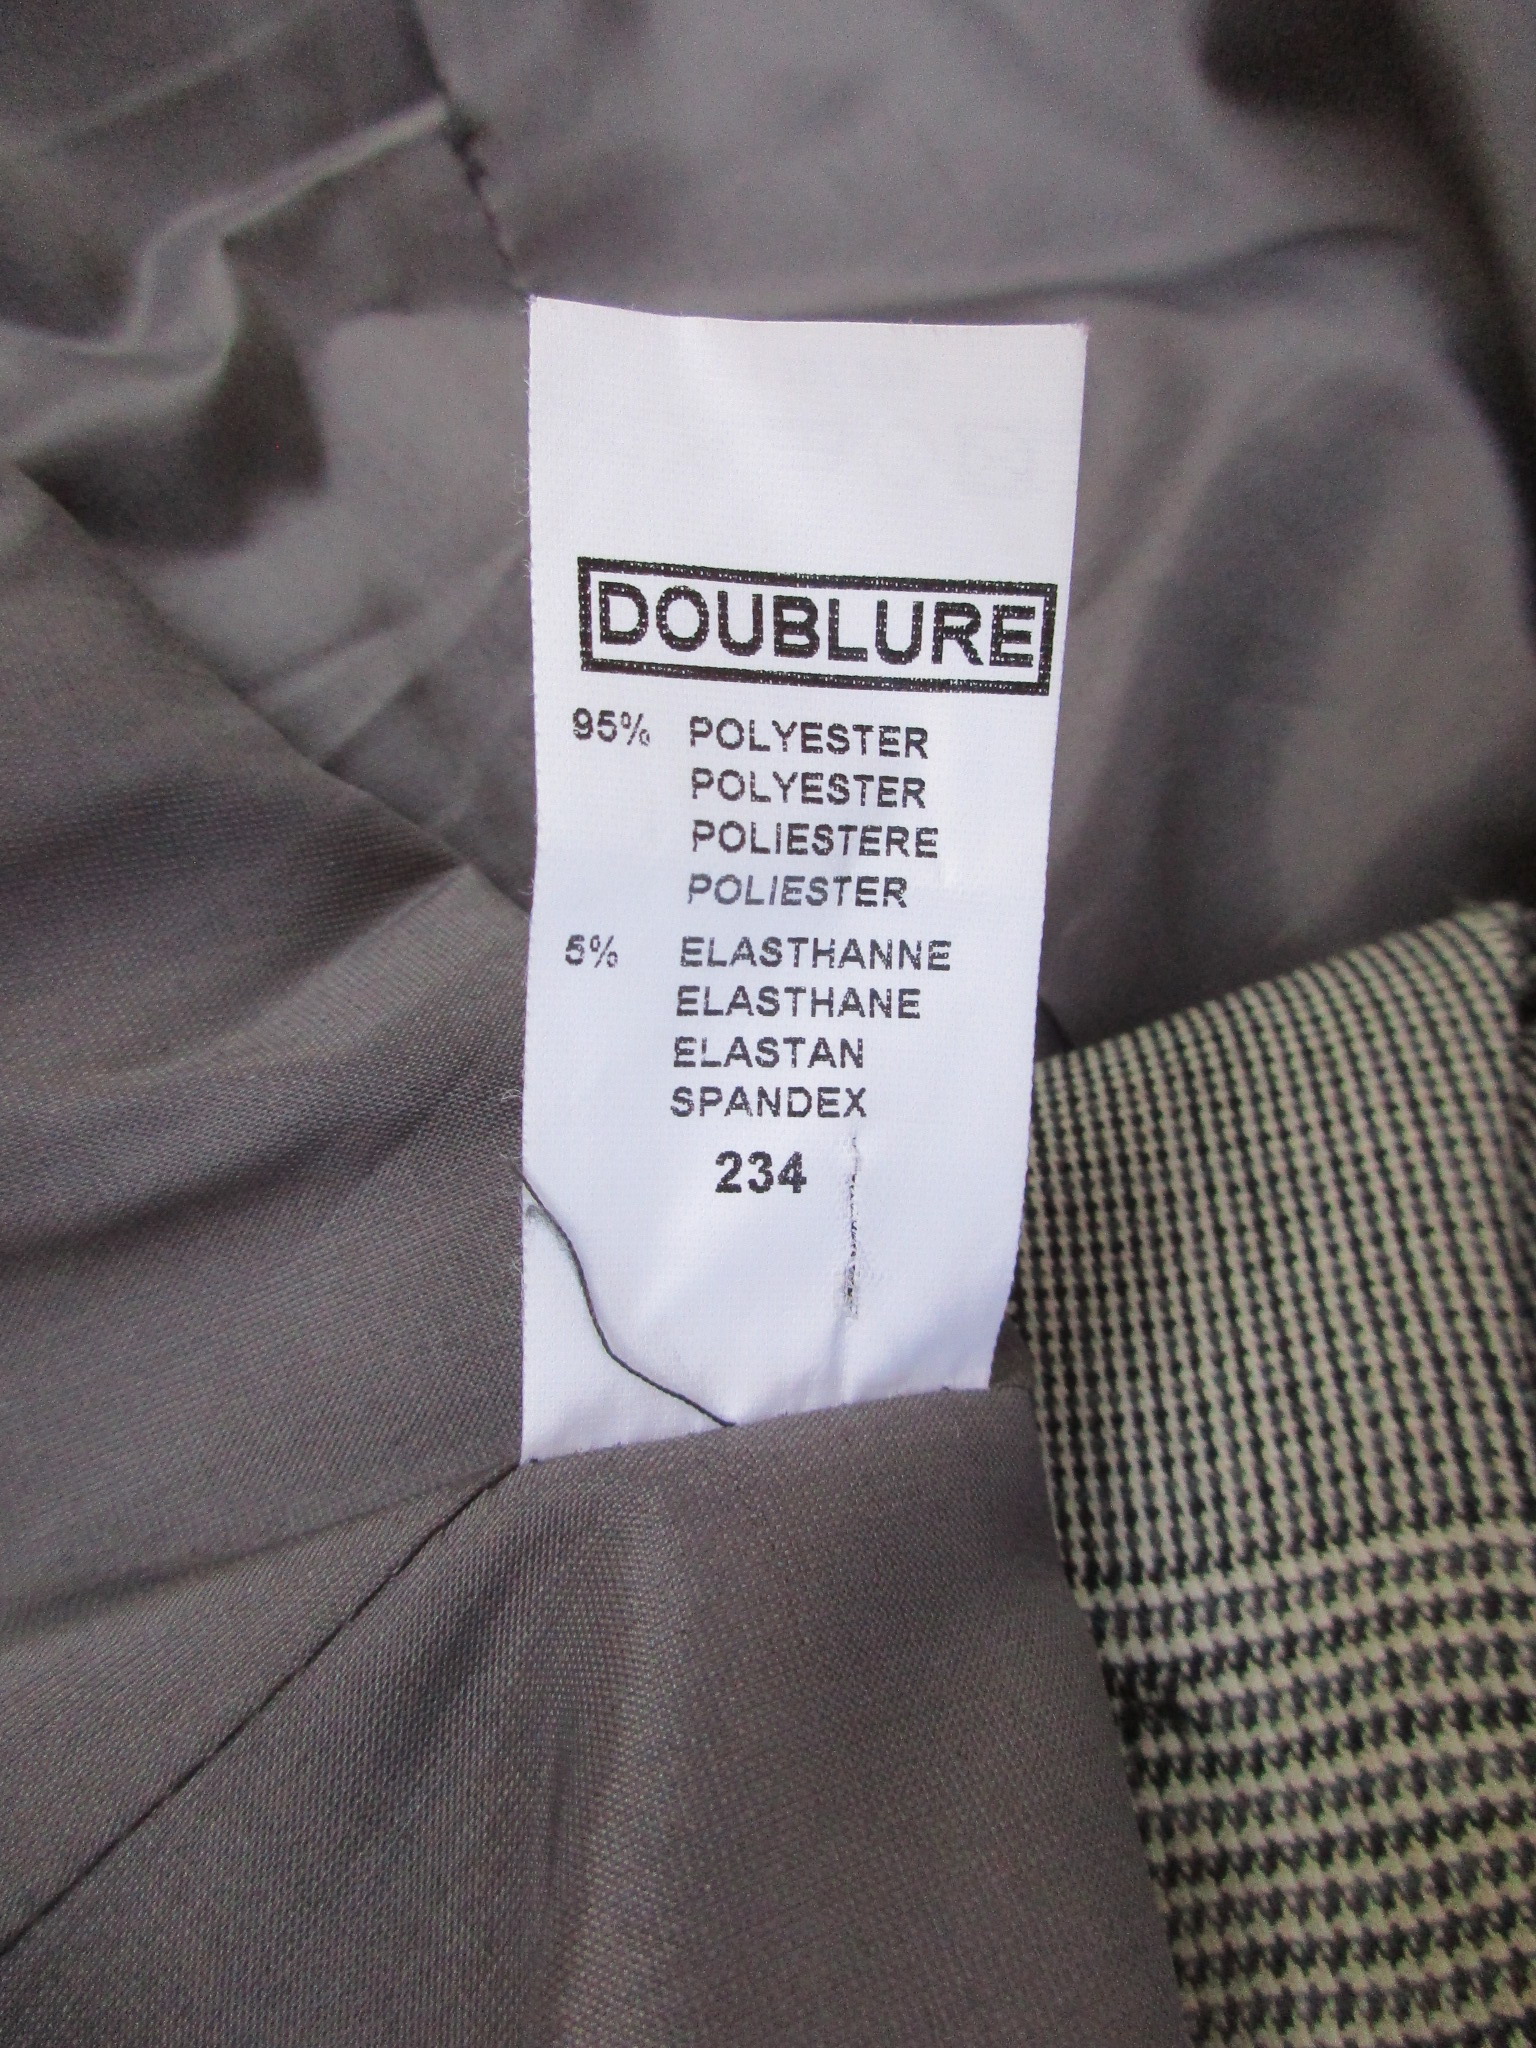 DOUBLURE
95% POLYESTER
POLYESTER
POLIESTERE
POLIESTER
5% ELASTHANNE
ELASTHANE
ELASTAN
SPANDEX
234